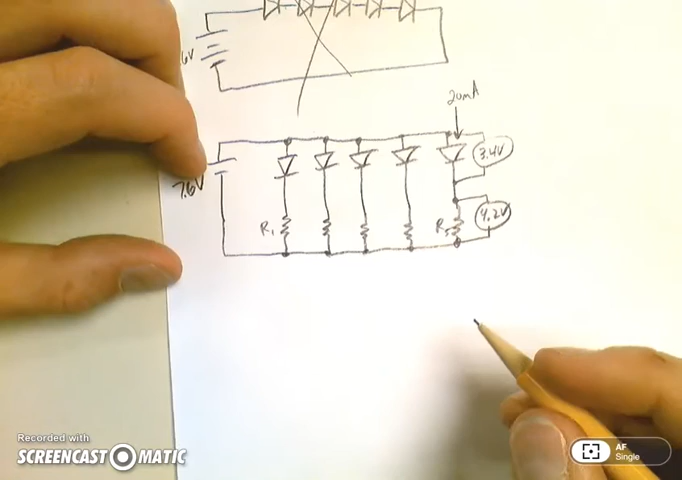 6V
20mA
3.4V
7.6V
4.2V
R1
R5
Recorded with
SCREENCAST O MATIC
AF
Single